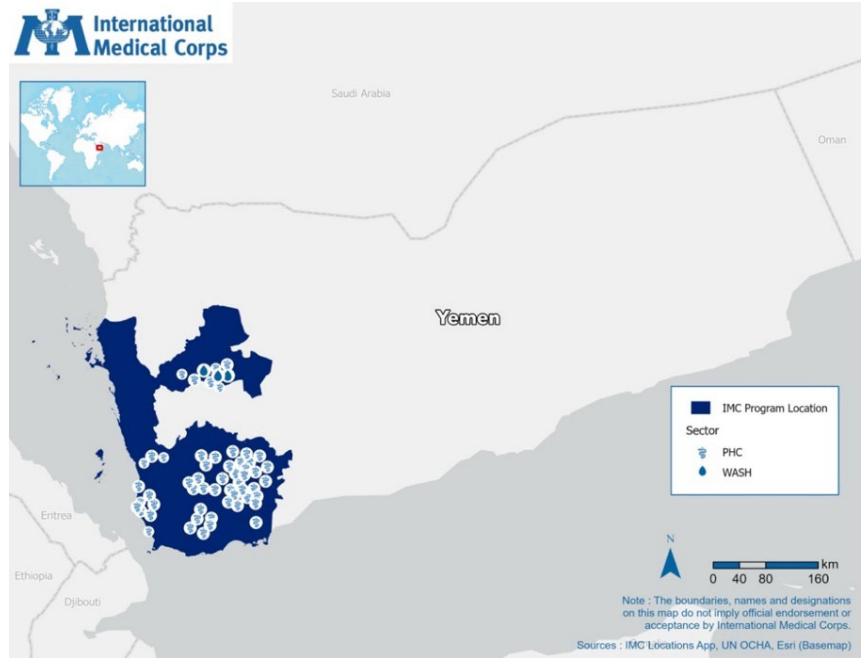 International
Medical Corps
Saudi Arabia
Oman
Yemen
IMC Program Location
Sector
PHC
WASH
Eritrea
Ethiopia
Djibouti
N
km
0 40 80 160
Note : The boundaries, names and designations
on this map do not imply official endorsement or
acceptance by International Medical Corps.
Sources : IMC Locations App, UN OCHA, Esri (Basemap)